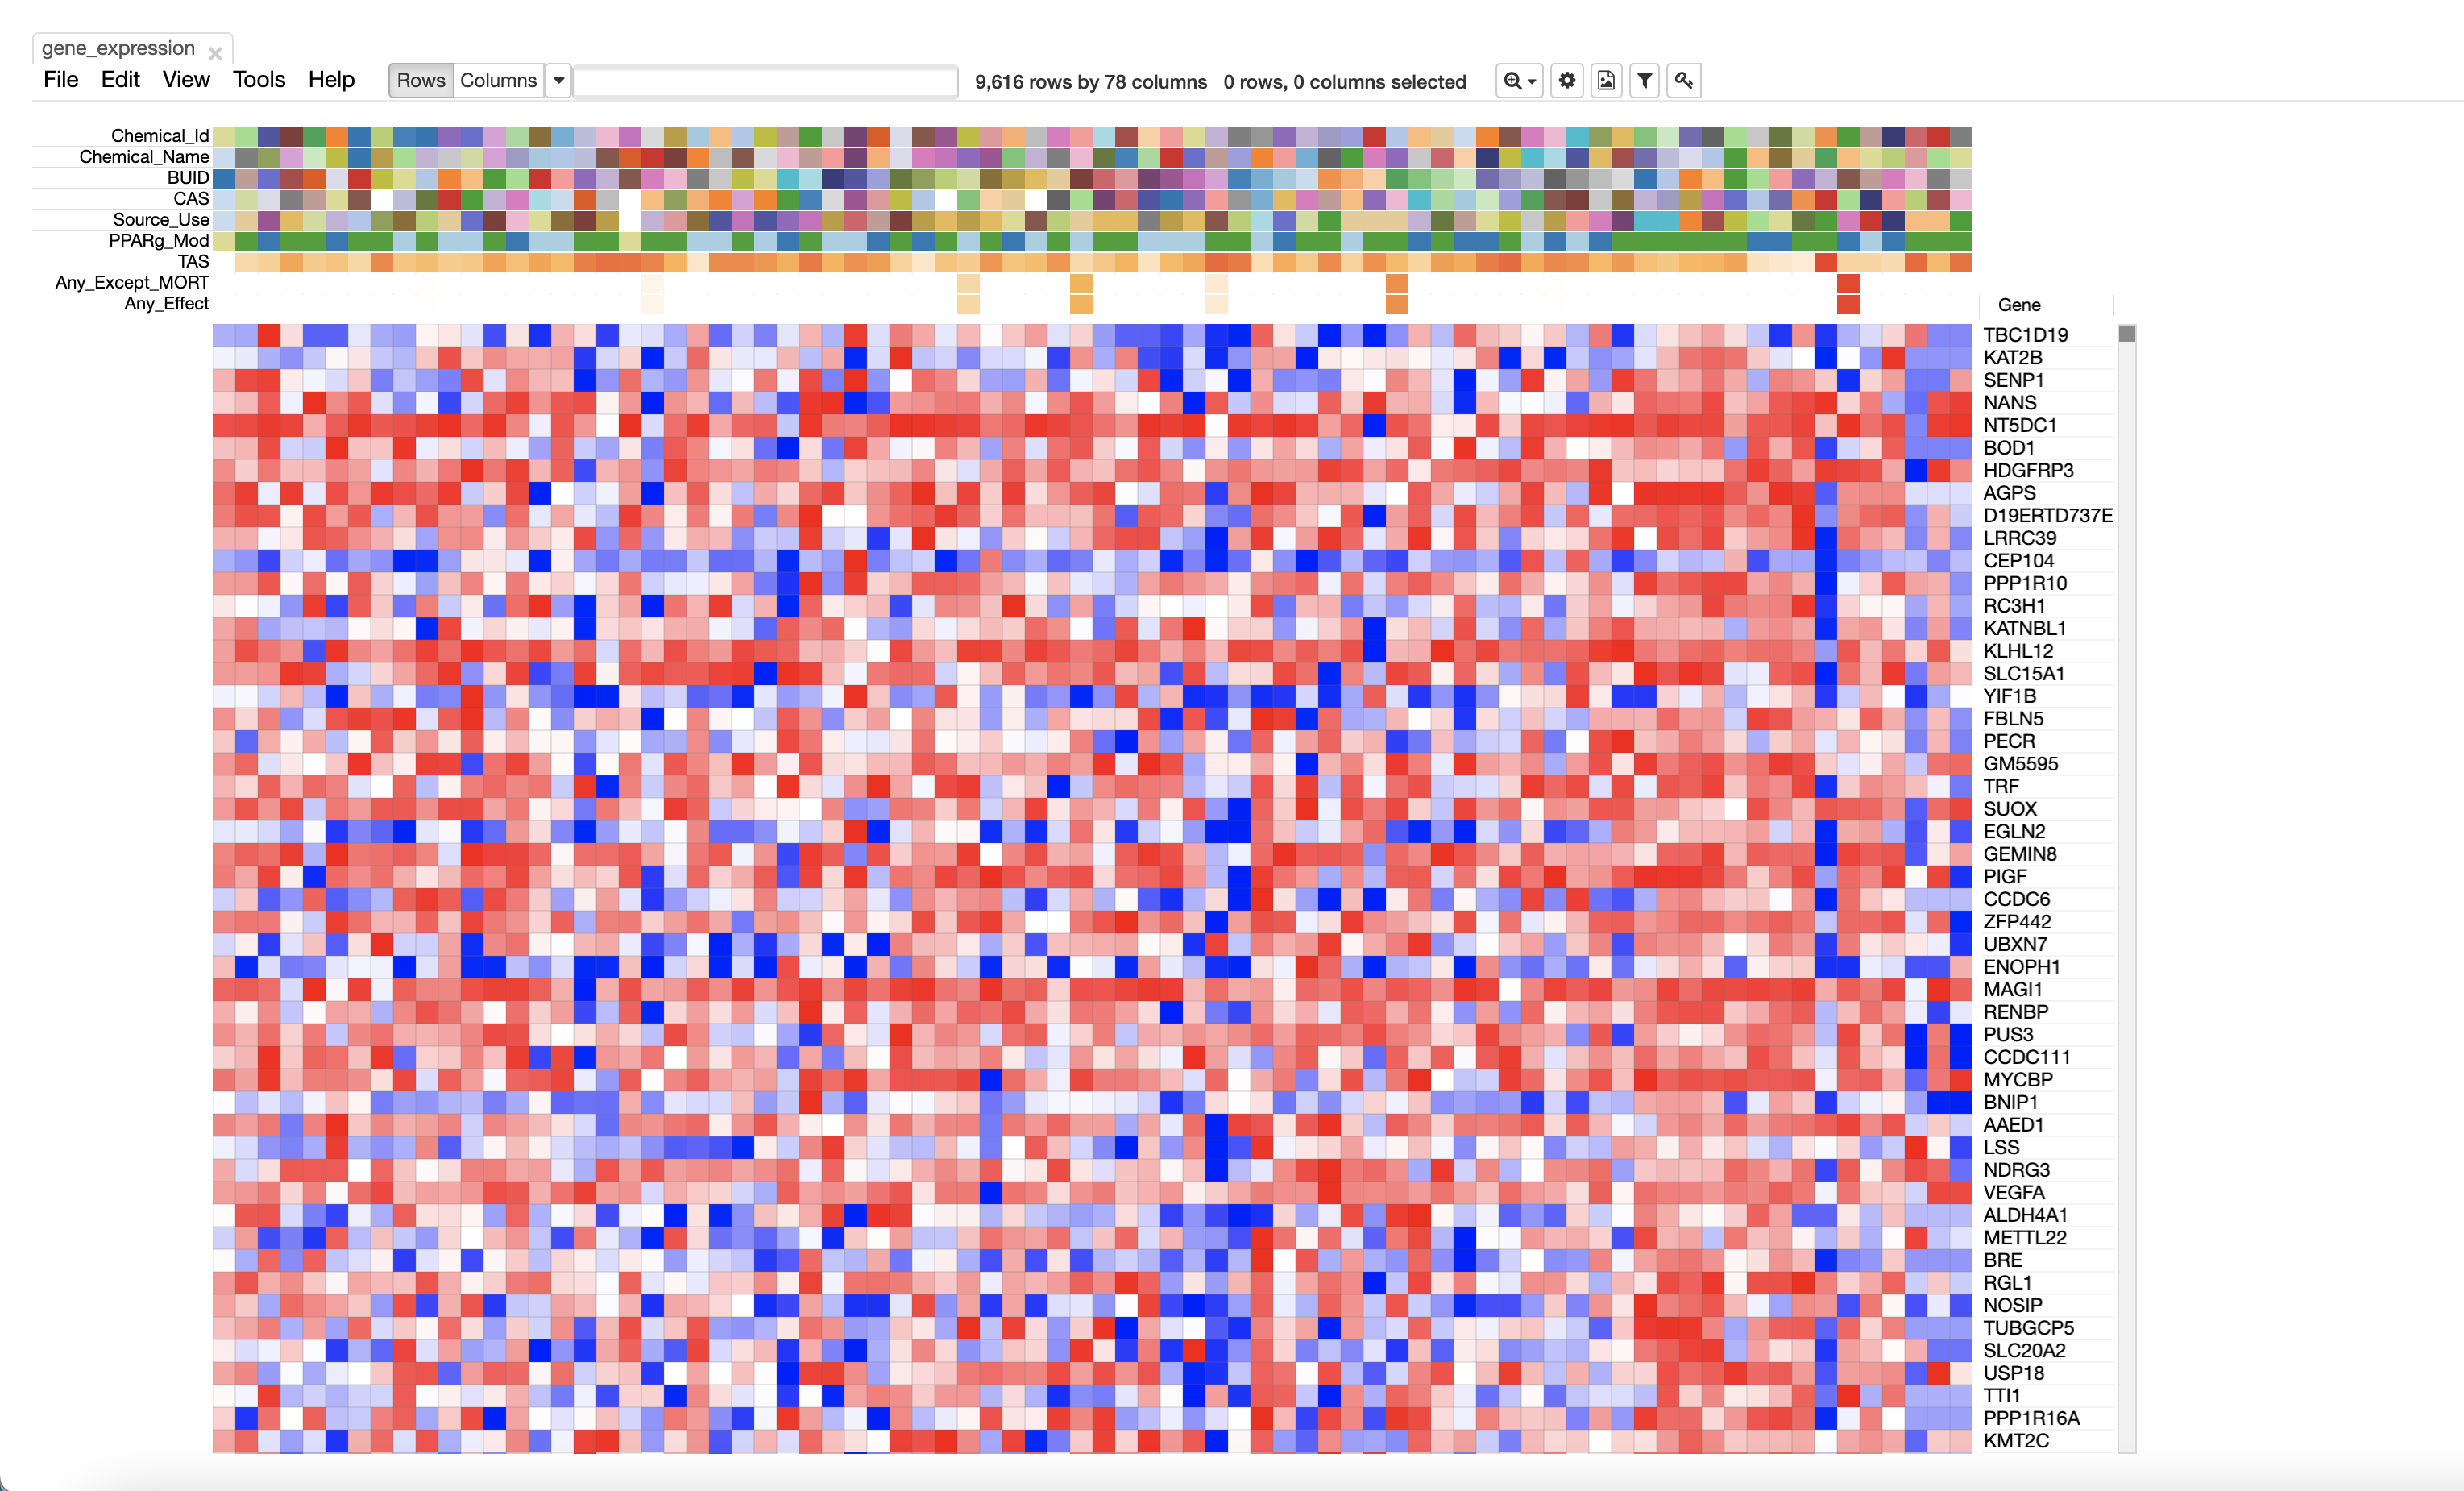 gene_expression ×
File Edit View Tools Help Rows Columns 9,616 rows by 78 columns 0 rows, 0 columns selected
Chemical_Id
Chemical_Name
BUID
CAS
Source_Use
PPARg_Mod
TAS
Any_Except_MORT
Any_Effect
Gene
TBC1D19
KAT2B
SENP1
NANS
NT5DC1
BOD1
HDGFRP3
AGPS
D19ERTD737E
LRRC39
CEP104
PPP1R10
RC3H1
KATNBL1
KLHL12
SLC15A1
YIF1B
FBLN5
PECR
GM5595
TRF
SUOX
EGLN2
GEMIN8
PIGF
CCDC6
ZFP442
UBXN7
ENOPH1
MAGI1
RENBP
PUS3
CCDC111
MYCBP
BNIP1
AAED1
LSS
NDRG3
VEGFA
ALDH4A1
METTL22
BRE
RGL1
NOSIP
TUBGCP5
SLC20A2
USP18
TTI1
PPP1R16A
KMT2C